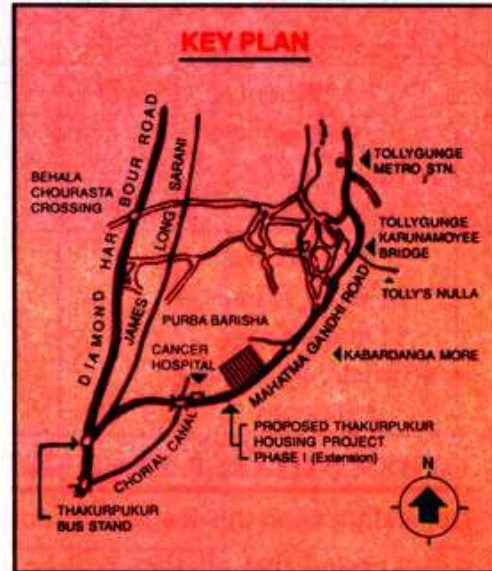 KEY PLAN
DIAMOND HARBOUR ROAD
JAMES LONG SARANI
BEHALA
CHOURASTA
CROSSING
TOLLYGUNGE
METRO STN.
TOLLYGUNGE
KARUNAMOYEE
BRIDGE
TOLLY'S NULLA
PURBA BARISHA
MAHATMA GANDHI ROAD
KABARDANGA MORE
CANCER
HOSPITAL
CHORIAL CANAL
PROPOSED THAKURPUKUR
HOUSING PROJECT
PHASE I (Extension)
THAKURPUKUR
BUS STAND
N